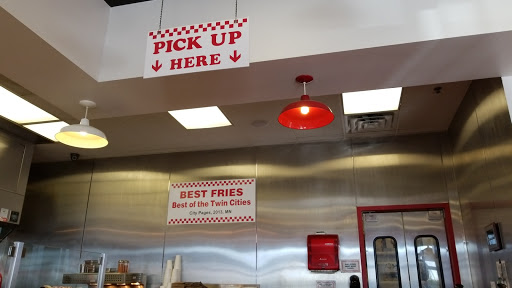 PICK UP
HERE
BEST FRIES
Best of the Twin Cities
City Pages, 2013, MN